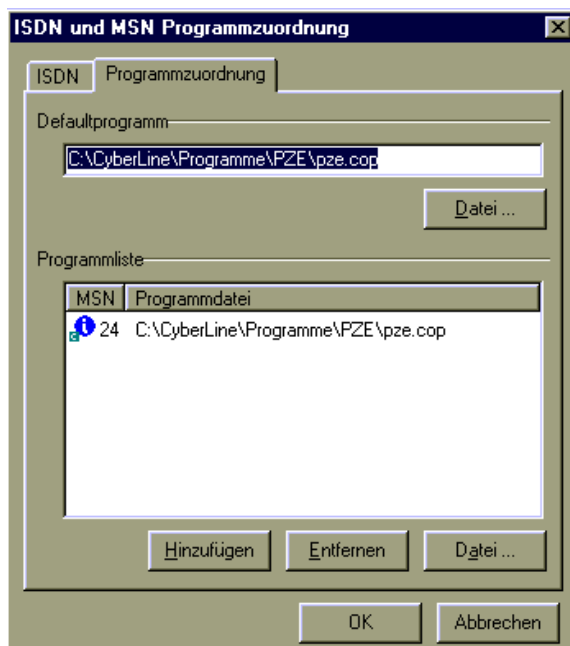 ISDN und MSN Programmzuordnung
ISDN Programmzuordnung
Defaultprogramm
C:\CyberLine\Programme\PZE\pze.cop
Datei ...
Programmliste
MSN Programmdatei
24 C:\CyberLine\Programme\PZE\pze.cop
Hinzufügen Entfernen Datei ...
OK Abbrechen